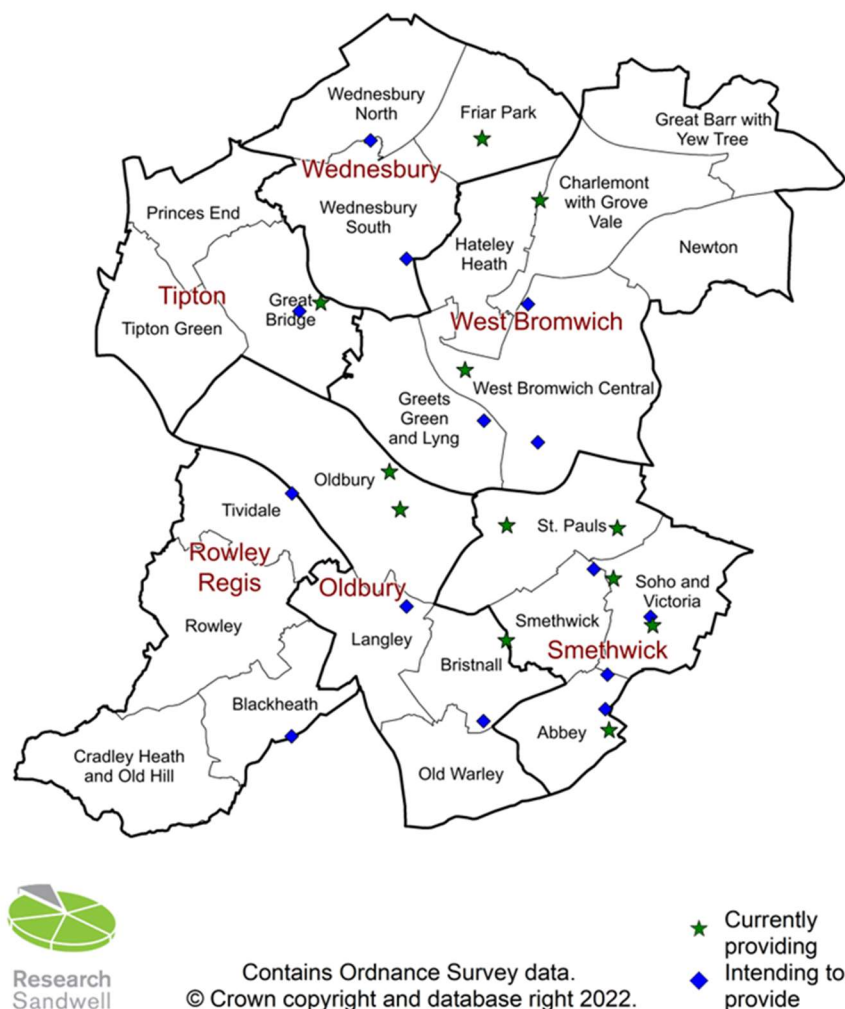 Wednesbury
North
Friar Park
Great Barr with
Yew Tree
Wednesbury
Charlemont
with Grove
Vale
Princes End
Wednesbury
South
Hateley
Heath
Newton
Tipton
Great
Bridge
West Bromwich
Tipton Green
West Bromwich Central
Greets
Green
and Lyng
Oldbury
Tividale
St. Pauls
Rowley
Regis
Oldbury
Soho and
Victoria
Rowley
Langley
Smethwick
Bristnall
Smethwick
Blackheath
Abbey
Cradley Heath
and Old Hill
Old Warley
Research
Sandwell
Contains Ordnance Survey data.
© Crown copyright and database right 2022.
Currently
providing
Intending to
provide